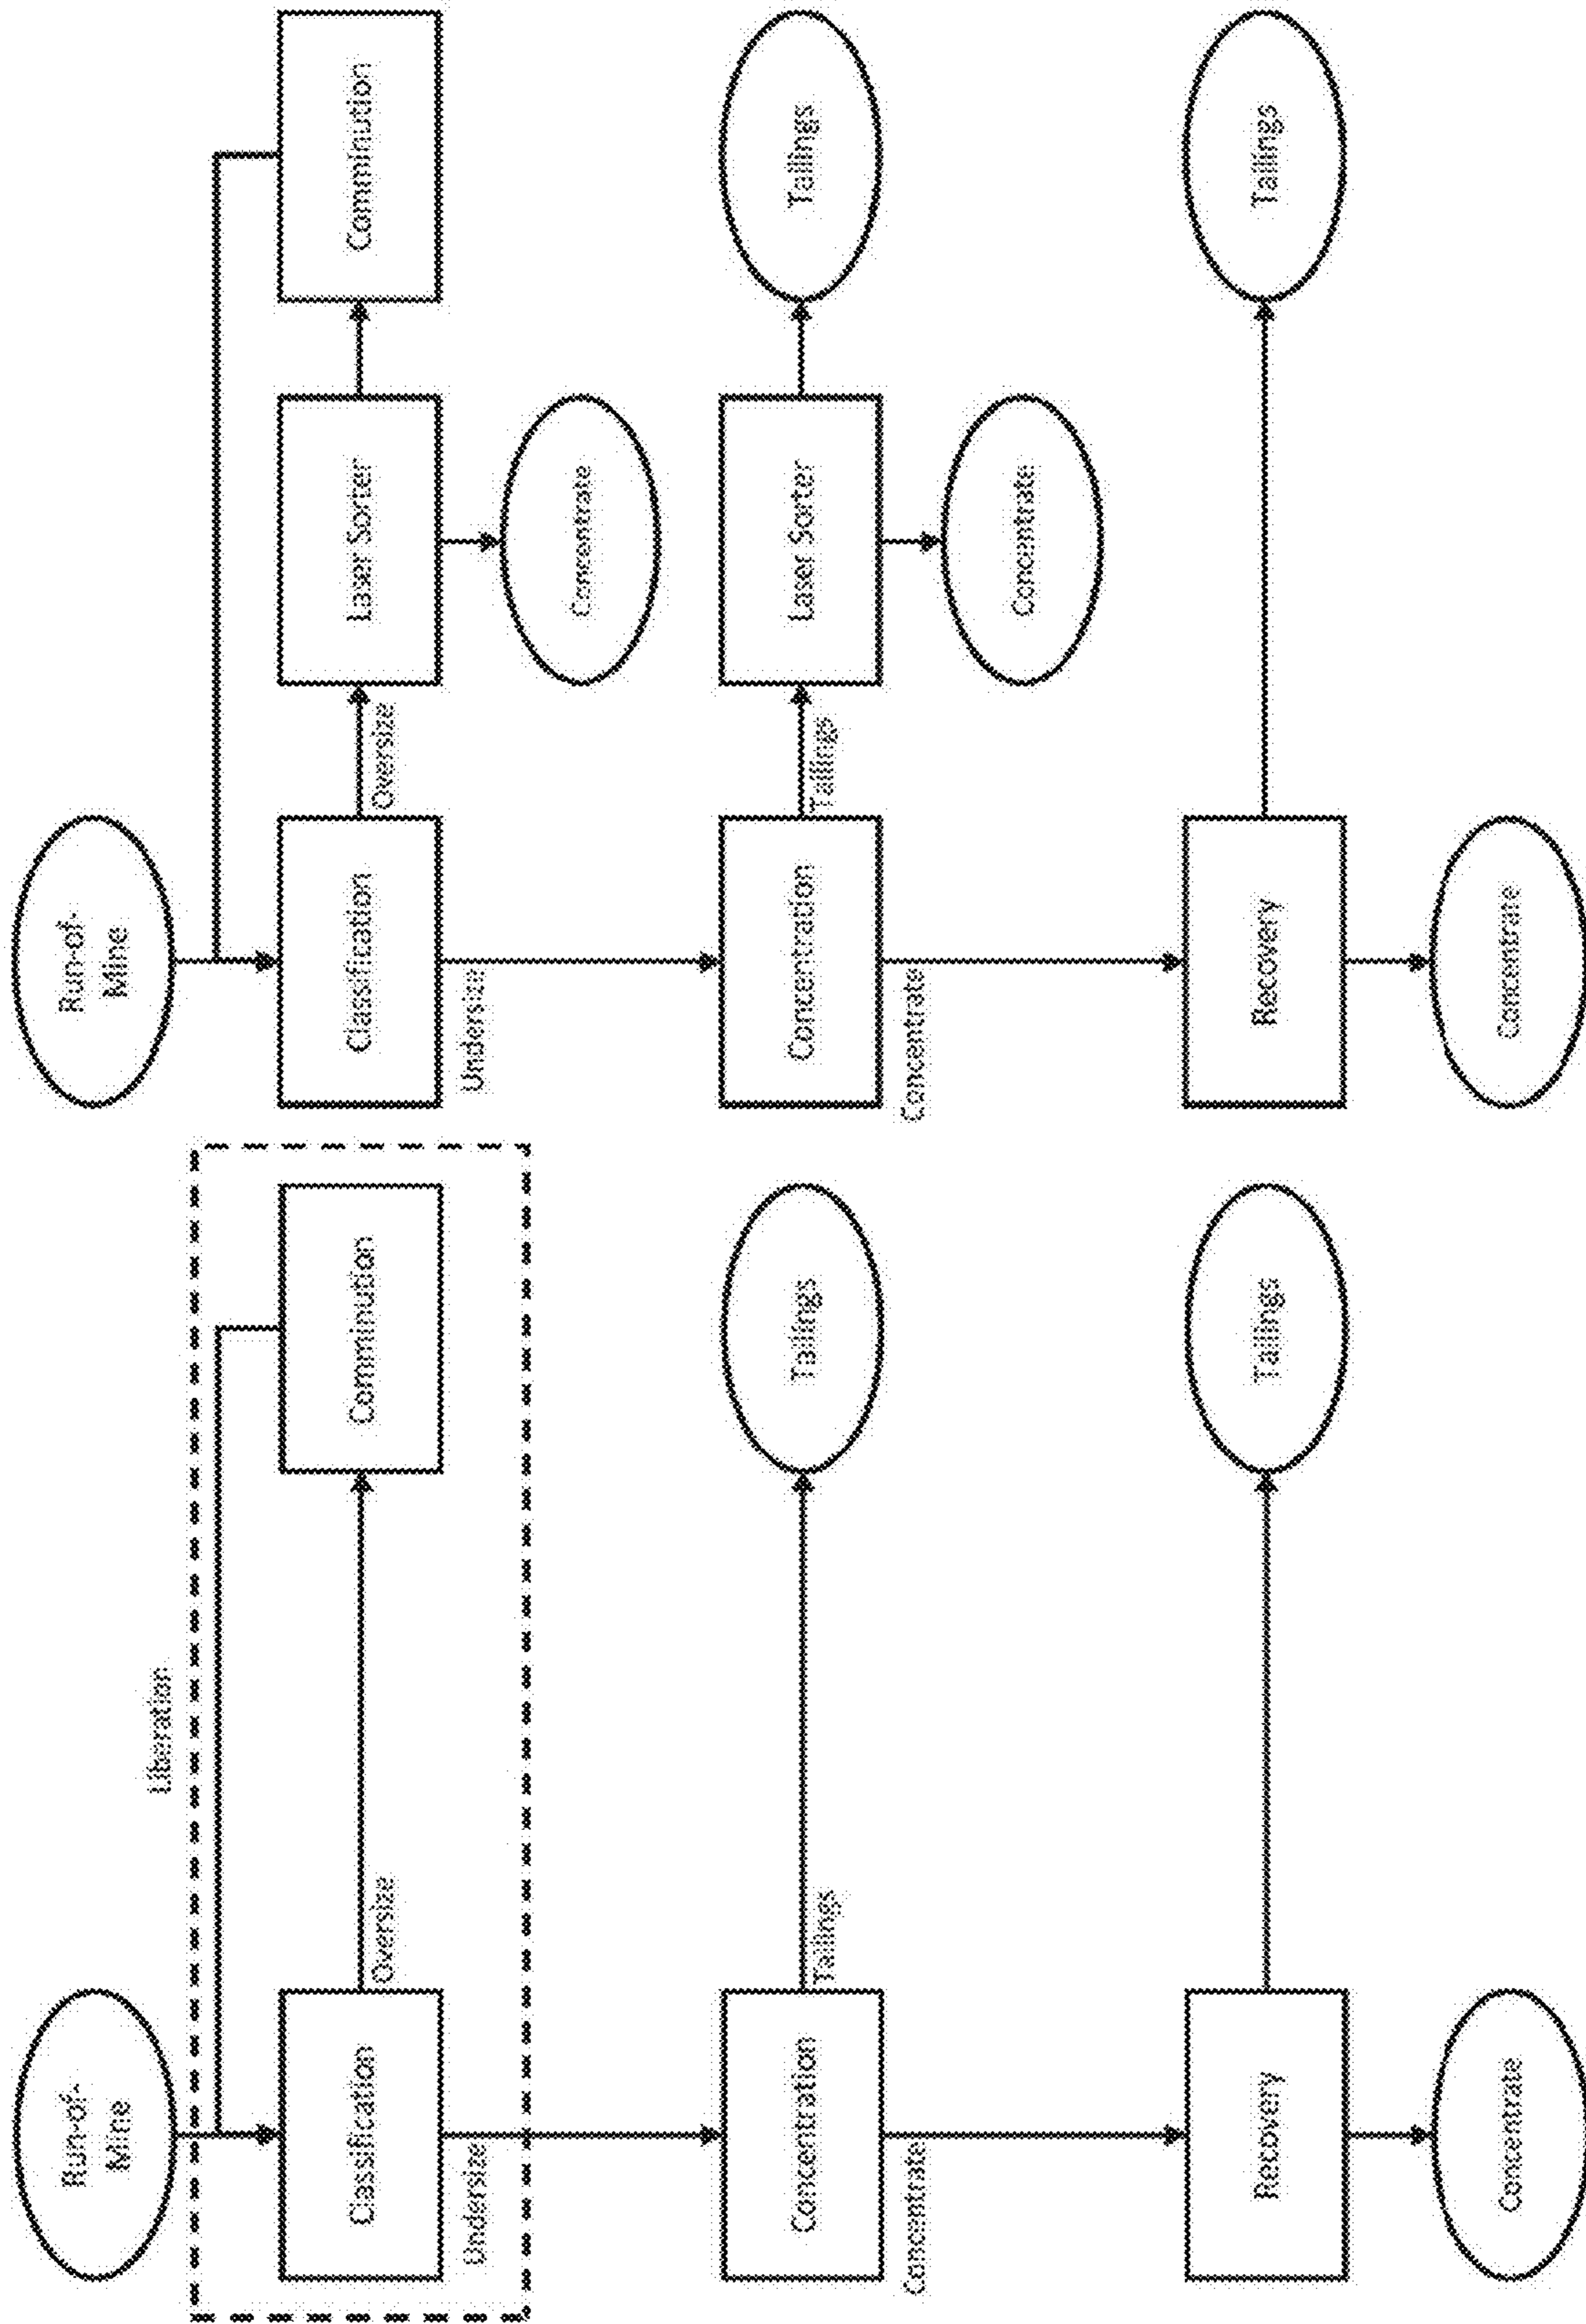 Liberation
Run-of-
Mine
Classification
Oversize
Comminution
Undersize
Concentration
Tailings
Tailings
Concentrate
Recovery
Tailings
Concentrate
Run-of-
Mine
Classification
Oversize
Laser Sorter
Comminution
Undersize
Concentrate
Concentration
Tailings
Laser Sorter
Tailings
Concentrate
Concentrate
Recovery
Tailings
Concentrate